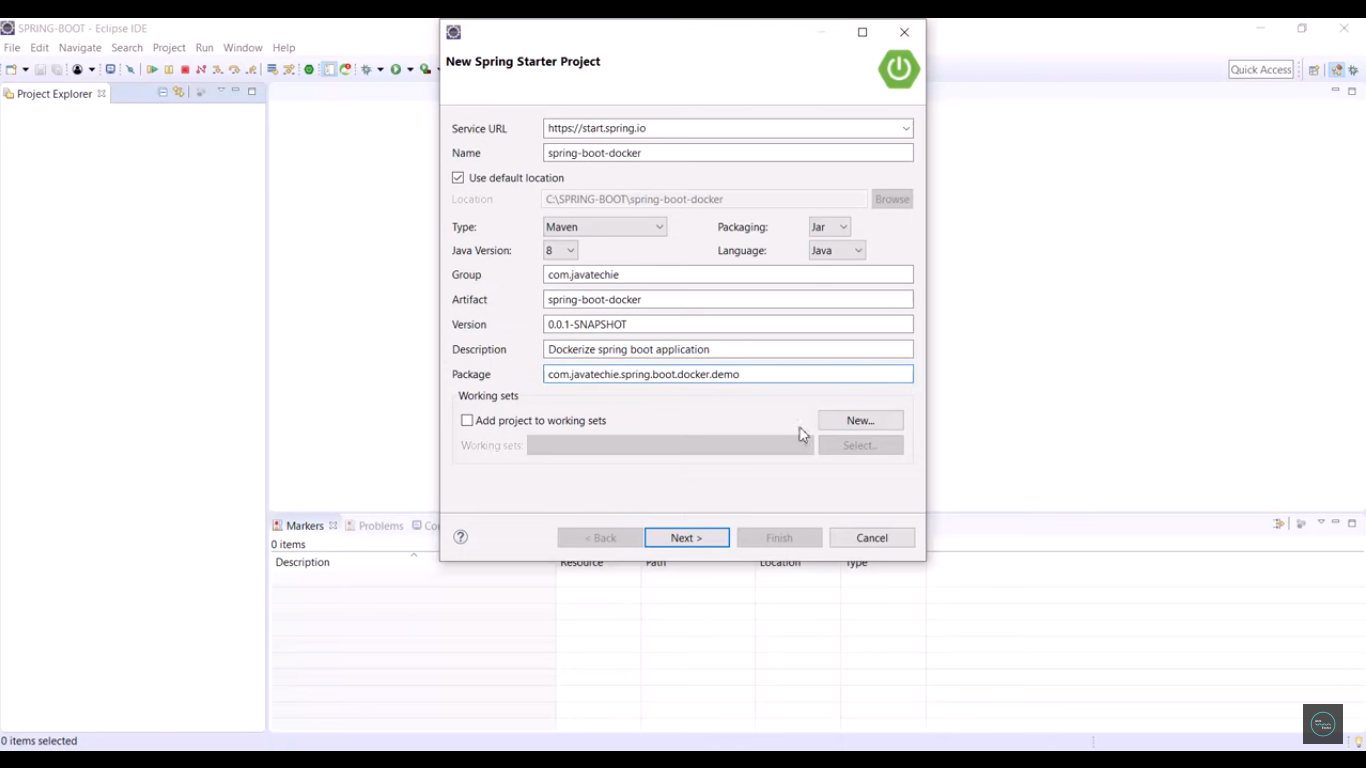 SPRING-BOOT - Eclipse IDE
File Edit Navigate Search Project Run Window Help
Quick Access
Project Explorer
New Spring Starter Project
Service URL https://start.spring.io
Name spring-boot-docker
Use default location
Location C:\SPRING-BOOT\spring-boot-docker Browse
Type: Maven Packaging: Jar
Java Version: 8 Language: Java
Group com.javatechie
Artifact spring-boot-docker
Version 0.0.1-SNAPSHOT
Description Dockerize spring boot application
Package com.javatechie.spring.boot.docker.demo
Working sets
Add project to working sets New...
Working sets: Select...
< Back Next > Finish Cancel
Markers Problems Co
0 items
Description Resource Path Location Type
0 items selected